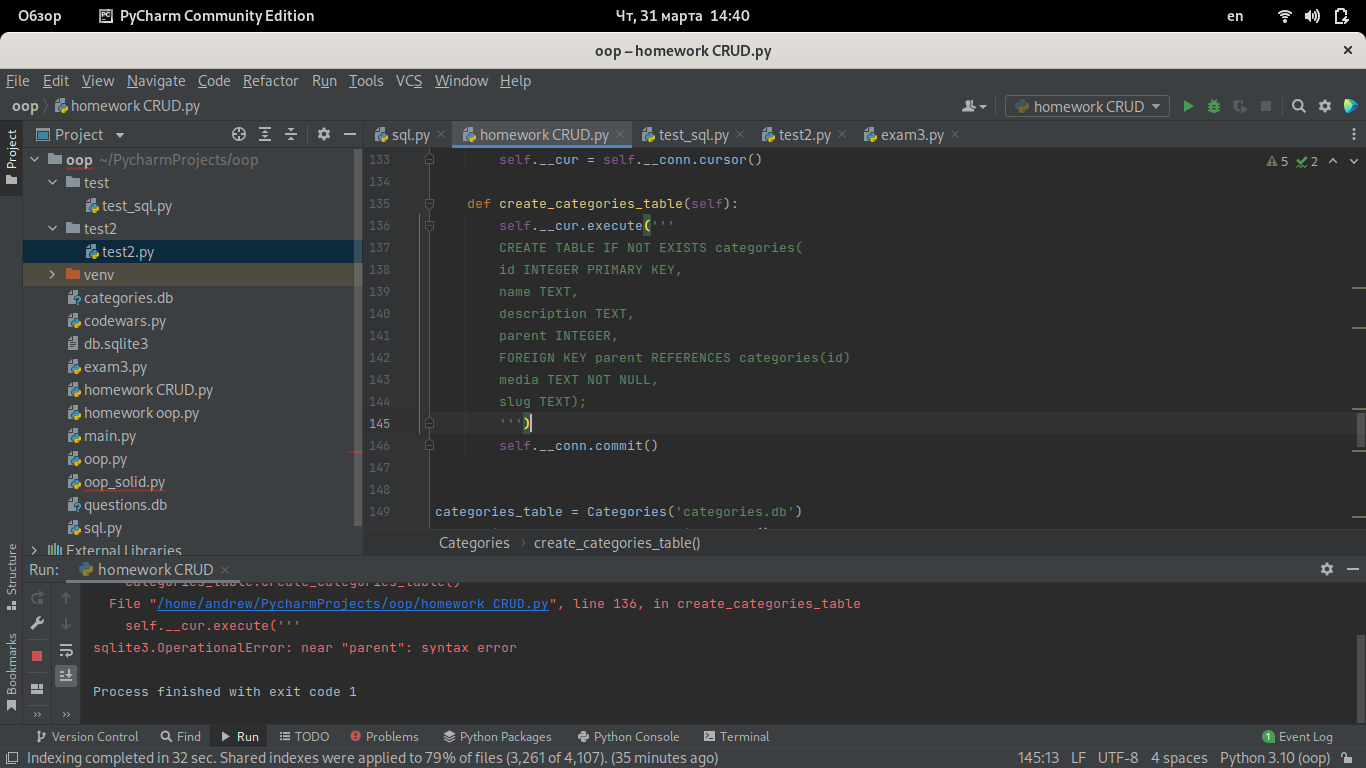 Обзор PyCharm Community Edition Чт, 31 марта 14:40 en
oop – homework CRUD.py ×
File Edit View Navigate Code Refactor Run Tools VCS Window Help
oop homework CRUD.py homework CRUD
Project sql.py homework CRUD.py test_sql.py test2.py exam3.py
Project
oop ~/PycharmProjects/oop
test
test_sql.py
test2
test2.py
venv
categories.db
codewars.py
db.sqlite3
exam3.py
homework CRUD.py
homework oop.py
main.py
oop.py
oop_solid.py
questions.db
sql.py
External Libraries
5 2
133 self.__cur = self.__conn.cursor()
134
135 def create_categories_table(self):
136 self.__cur.execute('''
137 CREATE TABLE IF NOT EXISTS categories(
138 id INTEGER PRIMARY KEY,
139 name TEXT,
140 description TEXT,
141 parent INTEGER,
142 FOREIGN KEY parent REFERENCES categories(id)
143 media TEXT NOT NULL,
144 slug TEXT);
145 ''')
146 self.__conn.commit()
147
148
149 categories_table = Categories('categories.db')
Categories › create_categories_table()
Run: homework CRUD
categories_table.create_categories_table()
File "/home/andrew/PycharmProjects/oop/homework CRUD.py", line 136, in create_categories_table
self.__cur.execute('''
sqlite3.OperationalError: near "parent": syntax error
Process finished with exit code 1
Structure
Bookmarks
Version Control Find Run TODO Problems Python Packages Python Console Terminal 1 Event Log
Indexing completed in 32 sec. Shared indexes were applied to 79% of files (3,261 of 4,107). (35 minutes ago) 145:13 LF UTF-8 4 spaces Python 3.10 (oop)